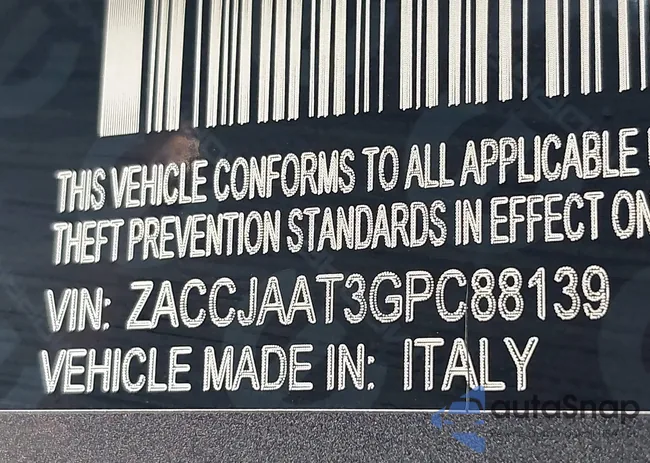 THIS VEHICLE CONFORMS TO ALL APPLICABLE
THEFT PREVENTION STANDARDS IN EFFECT ON
VIN: ZACCJAAT3GPC88139
VEHICLE MADE IN: ITALY
autoSnap